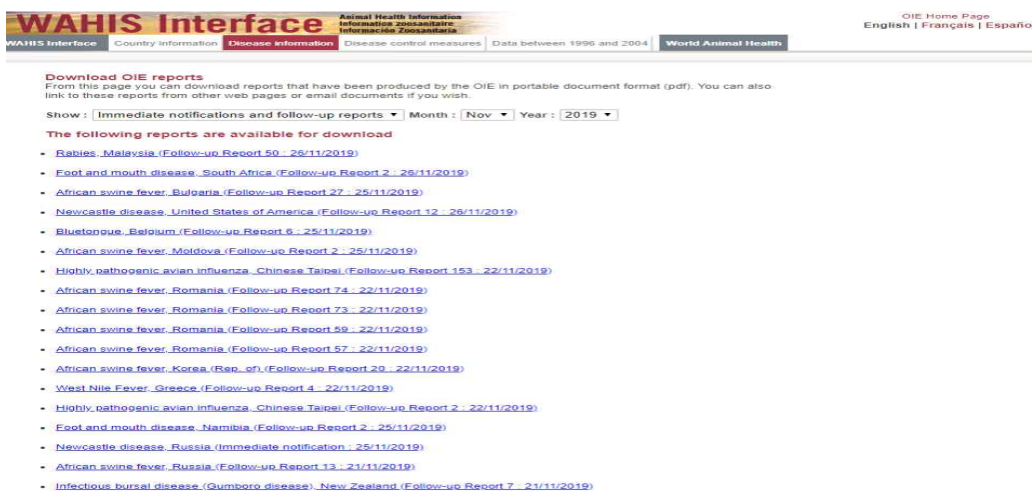 WAHIS Interface
Animal Health Information
Information zoosanitaire
Información Zoosanitaria
OIE Home Page
English | Français | Españo
WAHIS Interface Country information Disease information Disease control measures Data between 1996 and 2004 World Animal Health
Download OIE reports
From this page you can download reports that have been produced by the OIE in portable document format (pdf). You can also
link to these reports from other web pages or email documents if you wish.
Show : Immediate notifications and follow-up reports Month : Nov Year : 2019
The following reports are available for download
Rabies, Malaysia (Follow-up Report 50 : 26/11/2019)
Foot and mouth disease, South Africa (Follow-up Report 2 : 26/11/2019)
African swine fever, Bulgaria (Follow-up Report 27 : 25/11/2019)
Newcastle disease, United States of America (Follow-up Report 12 : 26/11/2019)
Bluetongue, Belgium (Follow-up Report 6 : 25/11/2019)
African swine fever, Moldova (Follow-up Report 2 : 25/11/2019)
Highly pathogenic avian influenza, Chinese Taipei (Follow-up Report 153 : 22/11/2019)
African swine fever, Romania (Follow-up Report 74 : 22/11/2019)
African swine fever, Romania (Follow-up Report 73 : 22/11/2019)
African swine fever, Romania (Follow-up Report 59 : 22/11/2019)
African swine fever, Romania (Follow-up Report 57 : 22/11/2019)
African swine fever, Korea (Rep. of) (Follow-up Report 20 : 22/11/2019)
West Nile Fever, Greece (Follow-up Report 4 : 22/11/2019)
Highly pathogenic avian influenza, Chinese Taipei (Follow-up Report 2 : 22/11/2019)
Foot and mouth disease, Namibia (Follow-up Report 2 : 25/11/2019)
Newcastle disease, Russia (Immediate notification : 25/11/2019)
African swine fever, Russia (Follow-up Report 13 : 21/11/2019)
Infectious bursal disease (Gumboro disease), New Zealand (Follow-up Report 7 : 21/11/2019)